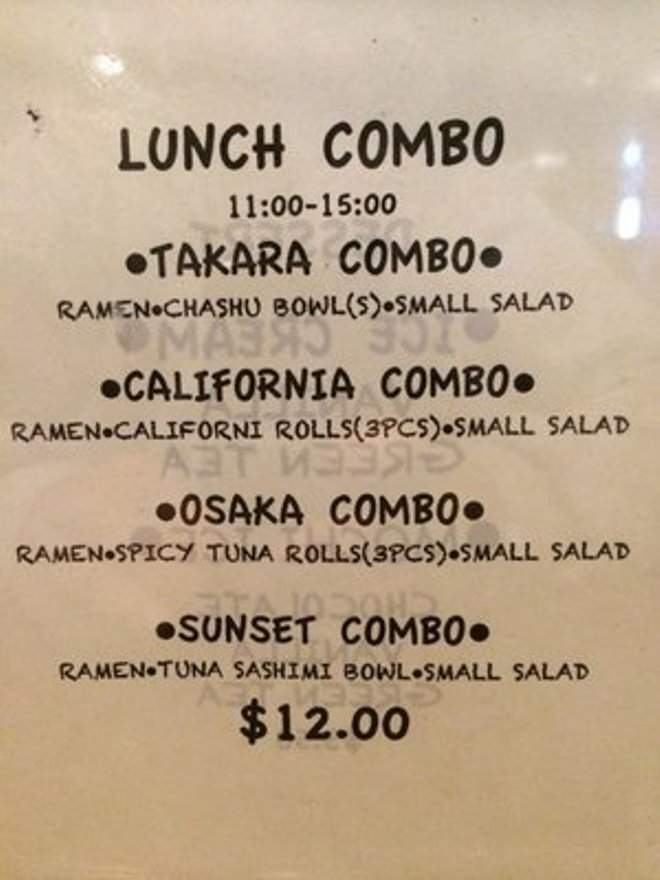 LUNCH COMBO
11:00-15:00
•TAKARA COMBO•
RAMEN•CHASHU BOWL(S)•SMALL SALAD
•CALIFORNIA COMBO•
RAMEN•CALIFORNI ROLLS(3PCS)•SMALL SALAD
•OSAKA COMBO•
RAMEN•SPICY TUNA ROLLS(3PCS)•SMALL SALAD
•SUNSET COMBO•
RAMEN•TUNA SASHIMI BOWL•SMALL SALAD
$12.00